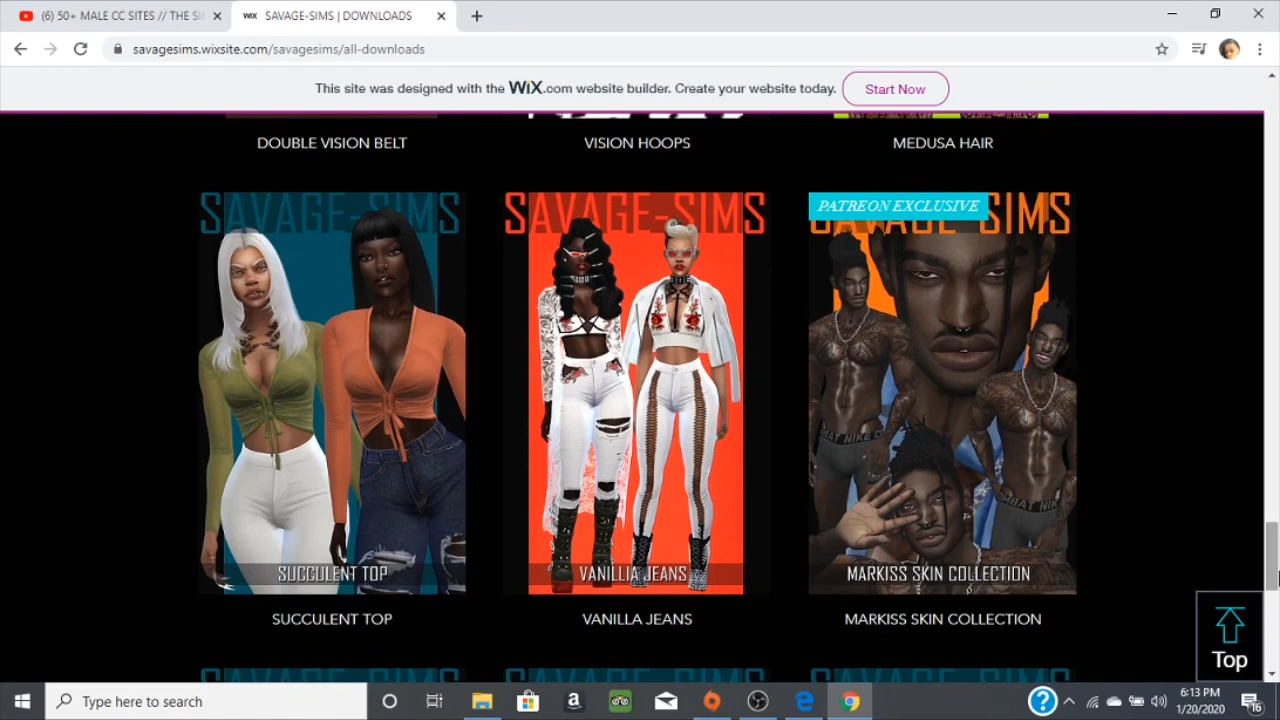 (6) 50+ MALE CC SITES // THE SI
WIX SAVAGE-SIMS | DOWNLOADS
savagesims.wixsite.com/savagesims/all-downloads
This site was designed with the WiX.com website builder. Create your website today.
Start Now
DOUBLE VISION BELT
VISION HOOPS
MEDUSA HAIR
SAVAGE-SIMS
SAVAGE-SIMS
PATREON EXCLUSIVE
SAVAGE-SIMS
SUCCULENT TOP
VANILLIA JEANS
MARKISS SKIN COLLECTION
SUCCULENT TOP
VANILLA JEANS
MARKISS SKIN COLLECTION
Top
Type here to search
6:13 PM
1/20/2020
16